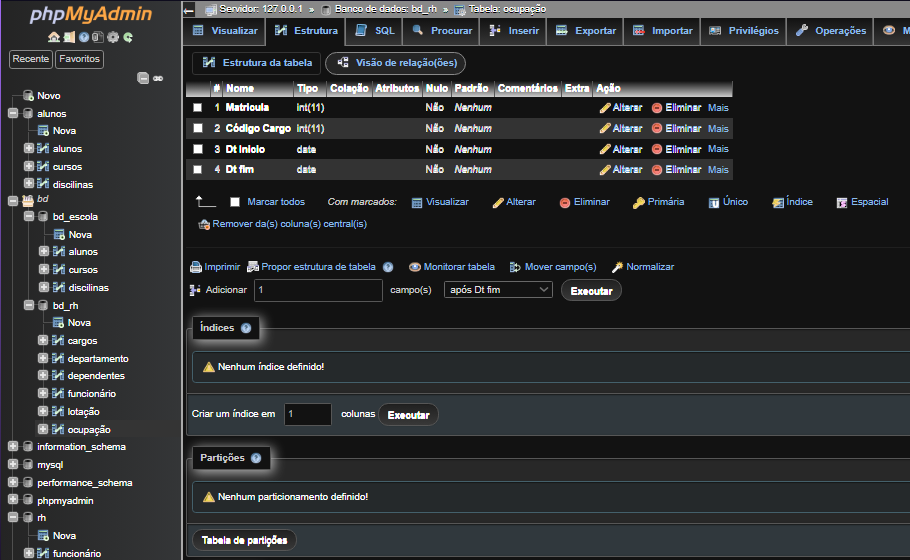 phpMyAdmin
Recente Favoritos
Novo
alunos
Nova
alunos
cursos
discilinas
bd
bd_escola
Nova
alunos
cursos
discilinas
bd_rh
Nova
cargos
departamento
dependentes
funcionário
lotação
ocupação
information_schema
mysql
performance_schema
phpmyadmin
rh
Nova
funcionário
Servidor: 127.0.0.1 » Banco de dados: bd_rh » Tabela: ocupação
Visualizar Estrutura SQL Procurar Inserir Exportar Importar Privilégios Operações M
Estrutura da tabela Visão de relação(ões)
# Nome Tipo Colação Atributos Nulo Padrão Comentários Extra Ação
1 Matricula int(11) Não Nenhum Alterar Eliminar Mais
2 Código Cargo int(11) Não Nenhum Alterar Eliminar Mais
3 Dt inicio date Não Nenhum Alterar Eliminar Mais
4 Dt fim date Não Nenhum Alterar Eliminar Mais
Marcar todos Com marcados: Visualizar Alterar Eliminar Primária Único Índice Espacial
Remover da(s) coluna(s) central(is)
Imprimir Propor estrutura de tabela Monitorar tabela Mover campo(s) Normalizar
Adicionar 1 campo(s) após Dt fim Executar
Índices
Nenhum índice definido!
Criar um índice em 1 colunas Executar
Partições
Nenhum particionamento definido!
Tabela de partições